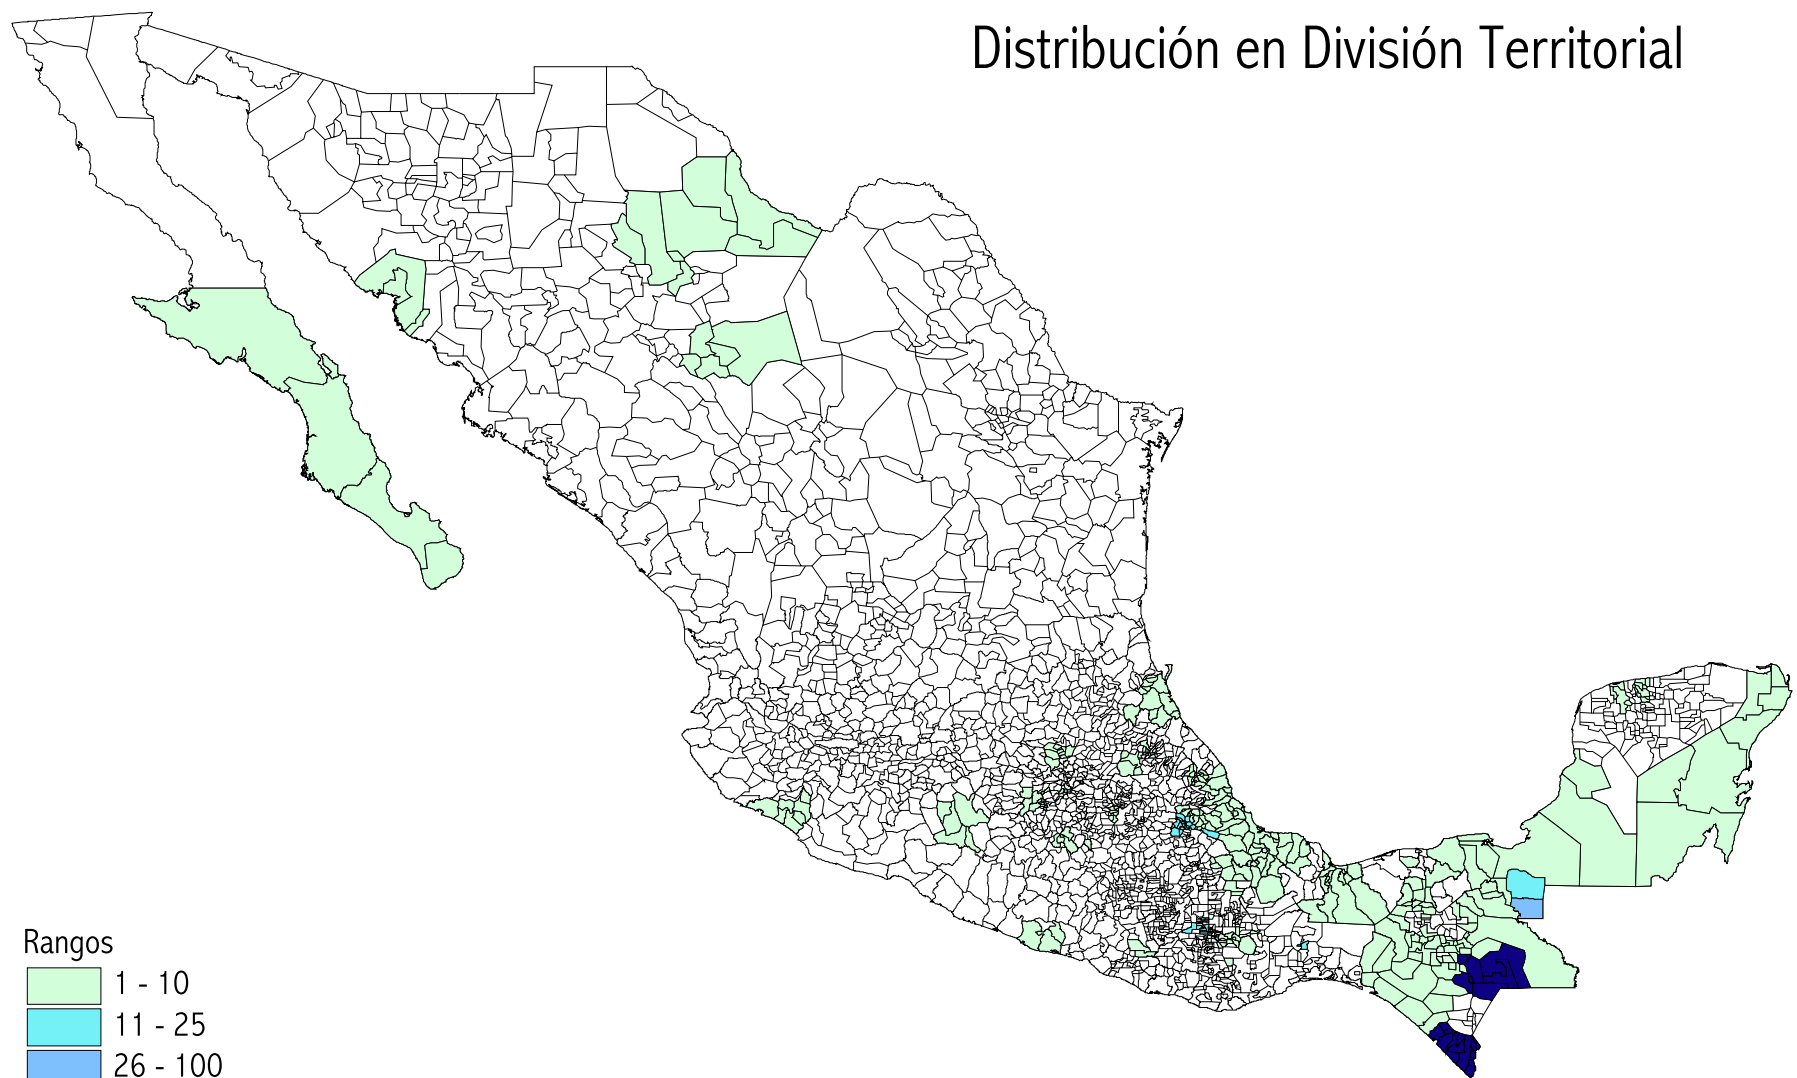 Distribución en División Territorial
Rangos
1 - 10
11 - 25
26 - 100